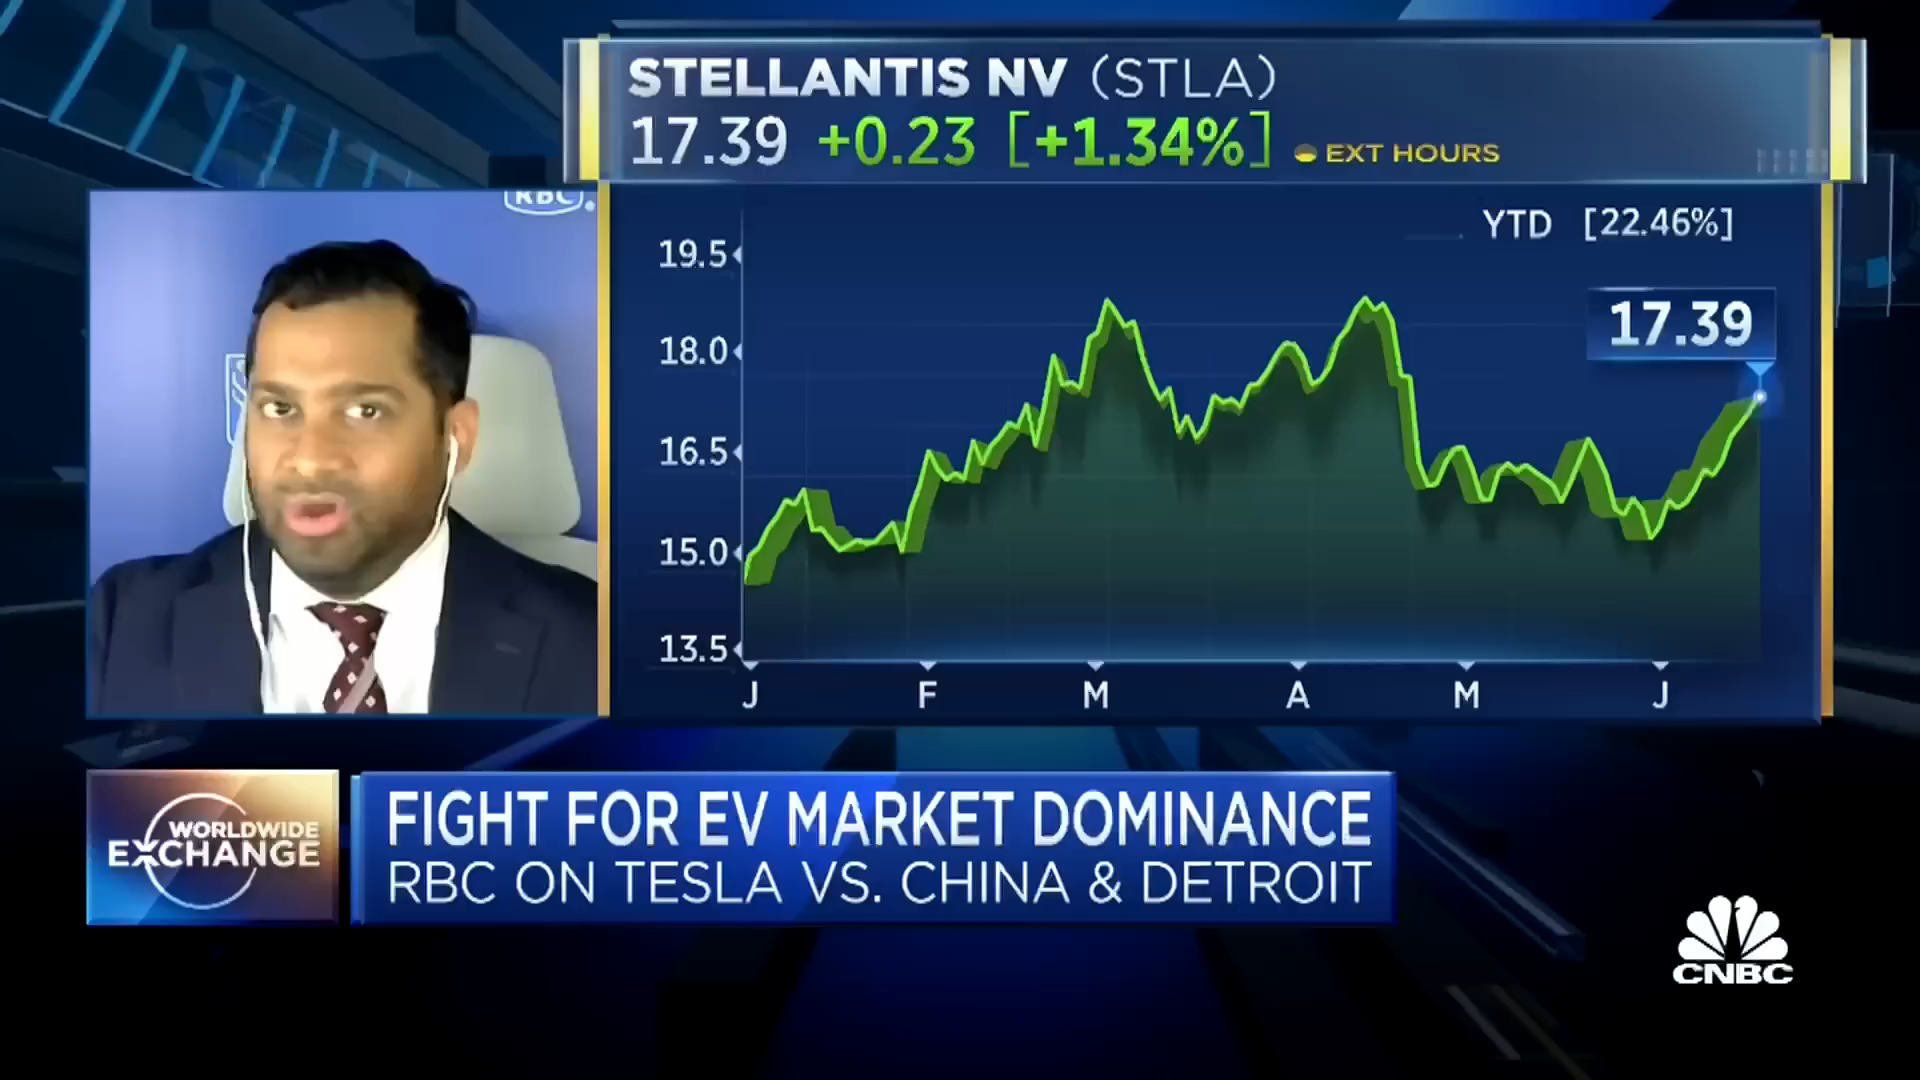 STELLANTIS NV (STLA)
17.39 +0.23 [+1.34%] EXT HOURS
RBC
YTD [22.46%]
19.5
18.0
16.5
15.0
13.5
17.39
J F M A M J
FIGHT FOR EV MARKET DOMINANCE
RBC ON TESLA VS. CHINA & DETROIT
WORLDWIDE
EXCHANGE
CNBC